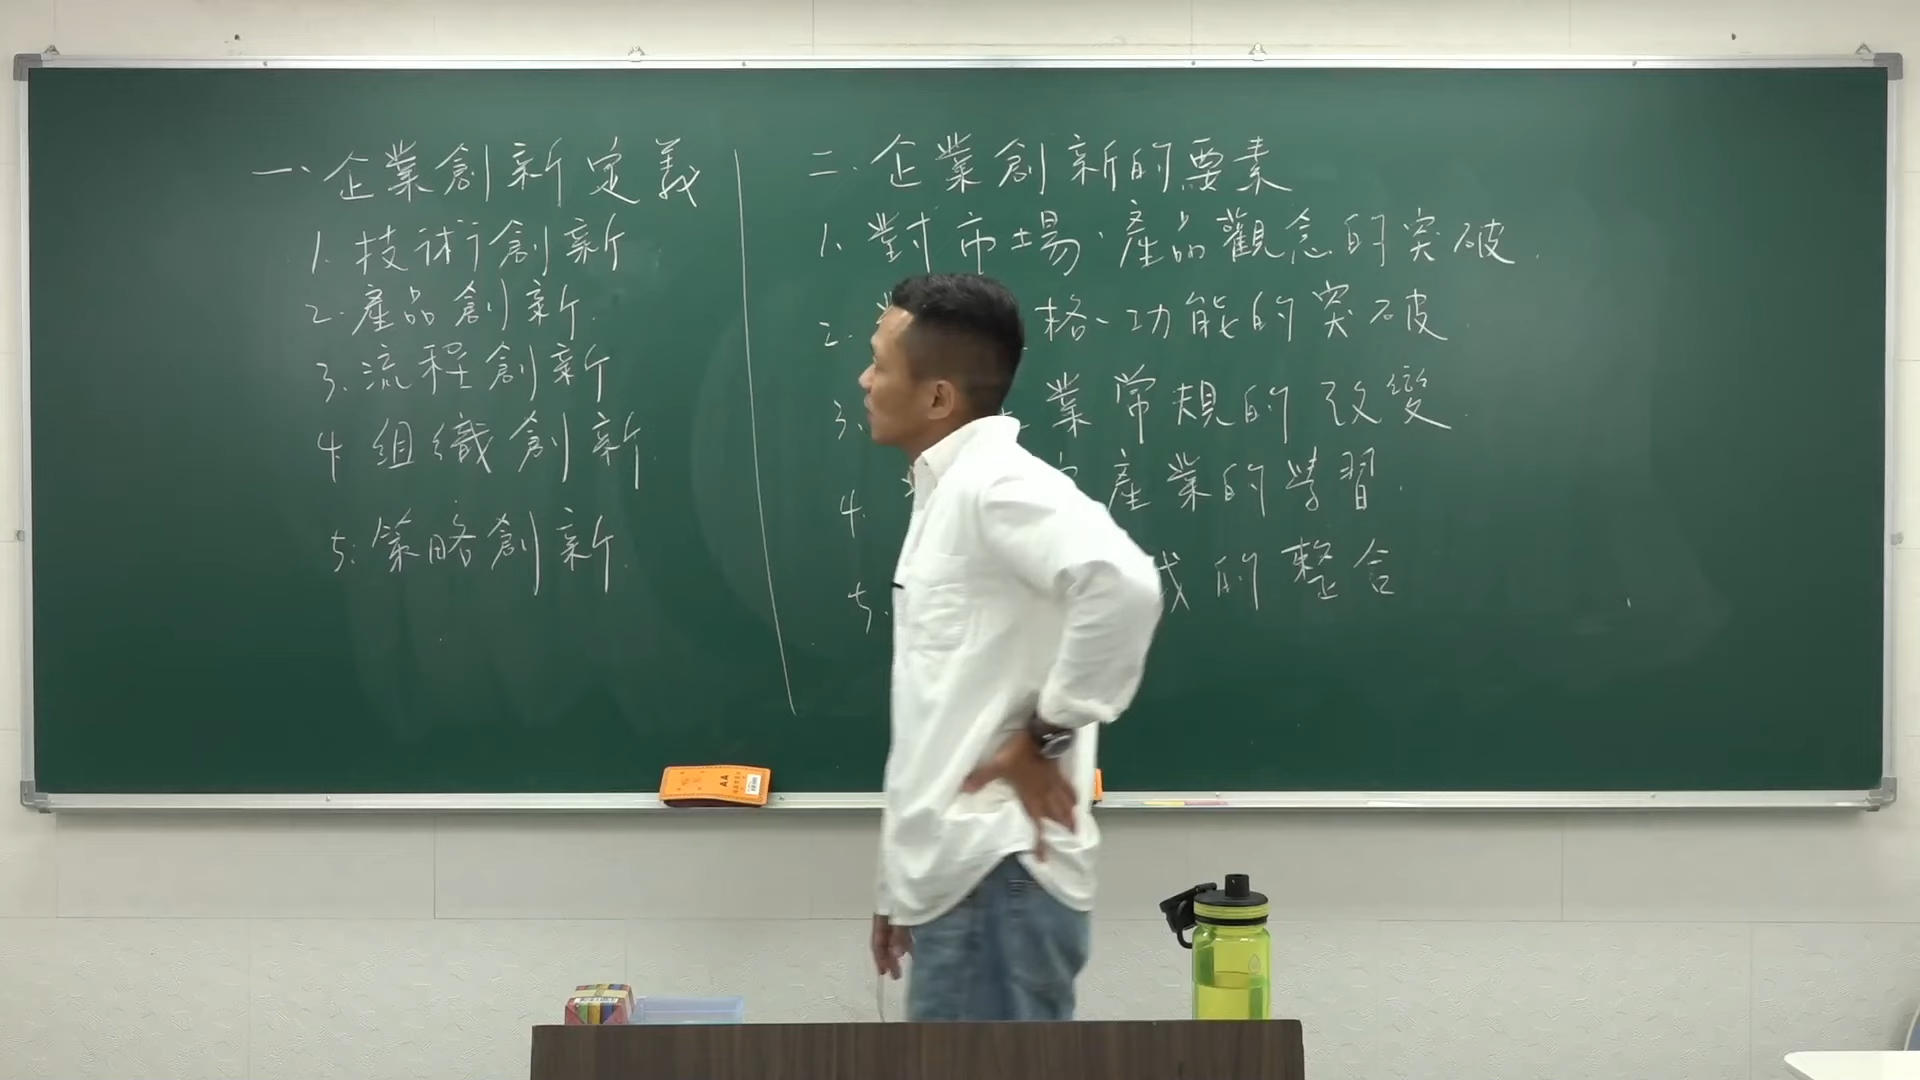 一、企業創新定義
1. 技術創新
2. 產品創新.
3. 流程創新
4. 組織創新.
5. 策略創新.
二. 企業創新的要素
1. 對市場、產品觀念的突破.
2. 格、功能的突破.
3. 業常規的改變.
4. 產業的學習.
5. 的整合
AA